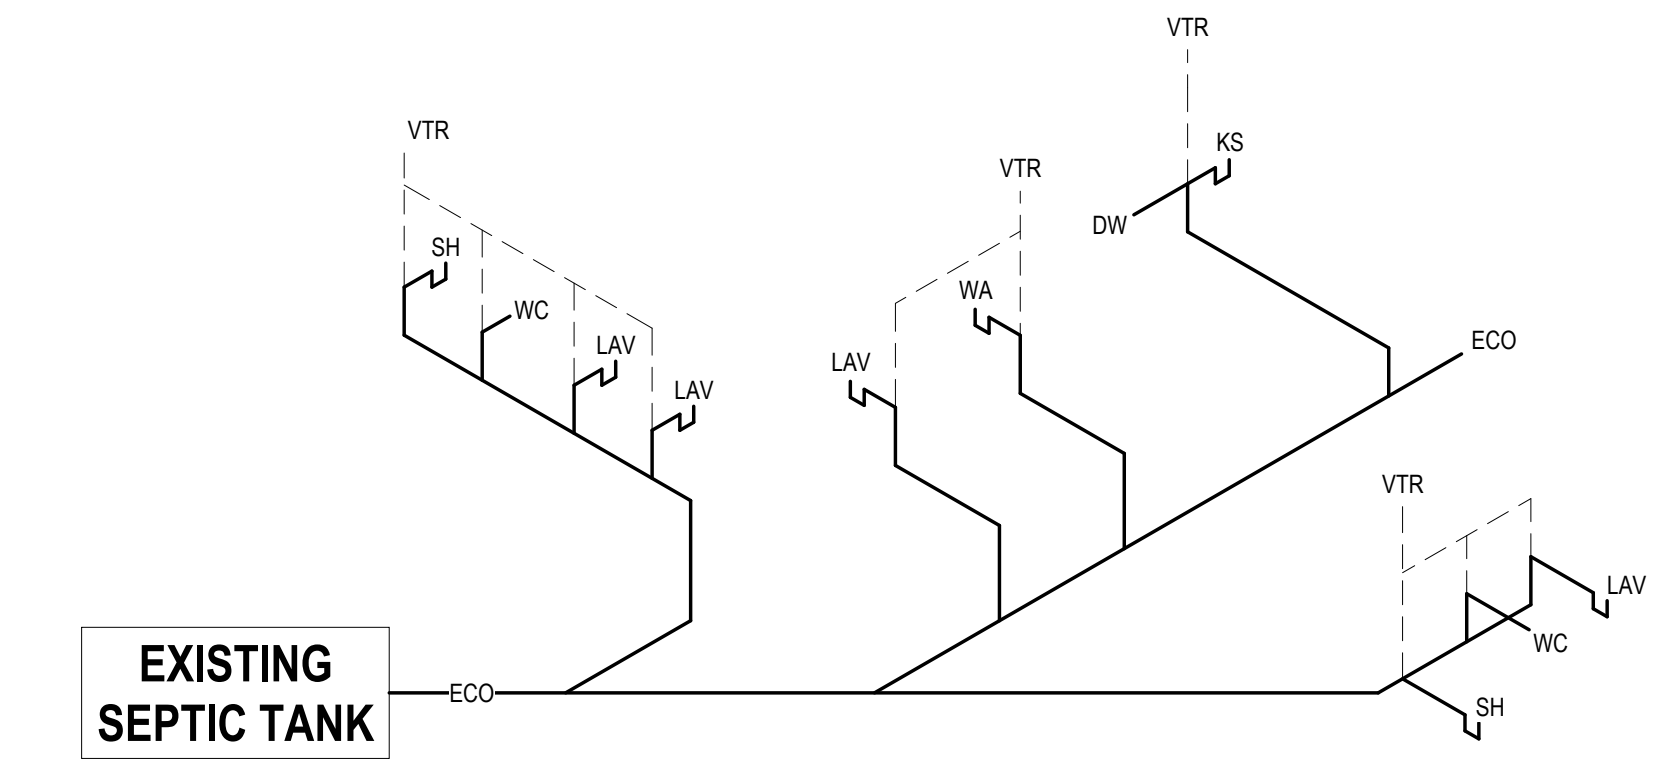 VTR
VTR
KS
VTR
DW
SH
WA
WC
ECO
LAV
LAV
LAV
VTR
LAV
WC
EXISTING
SEPTIC TANK
ECO
SH